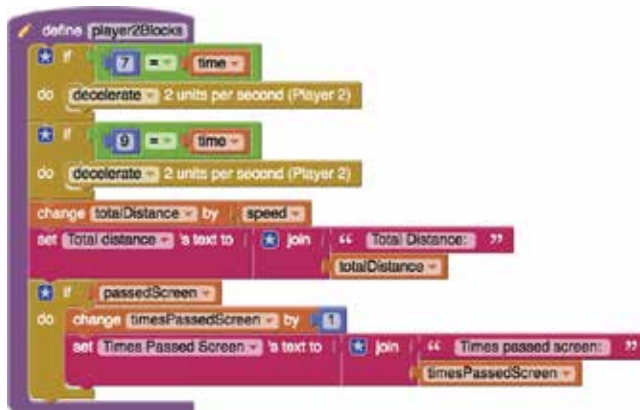 define player2Blocks
if 7 = time
do decelerate 2 units per second (Player 2)
if 9 = time
do decelerate 2 units per second (Player 2)
change totalDistance by speed
set Total distance 's text to join “ Total Distance: ”
totalDistance
if passedScreen
do change timesPassedScreen by 1
set Times Passed Screen 's text to join “ Times passed screen: ”
timesPassedScreen